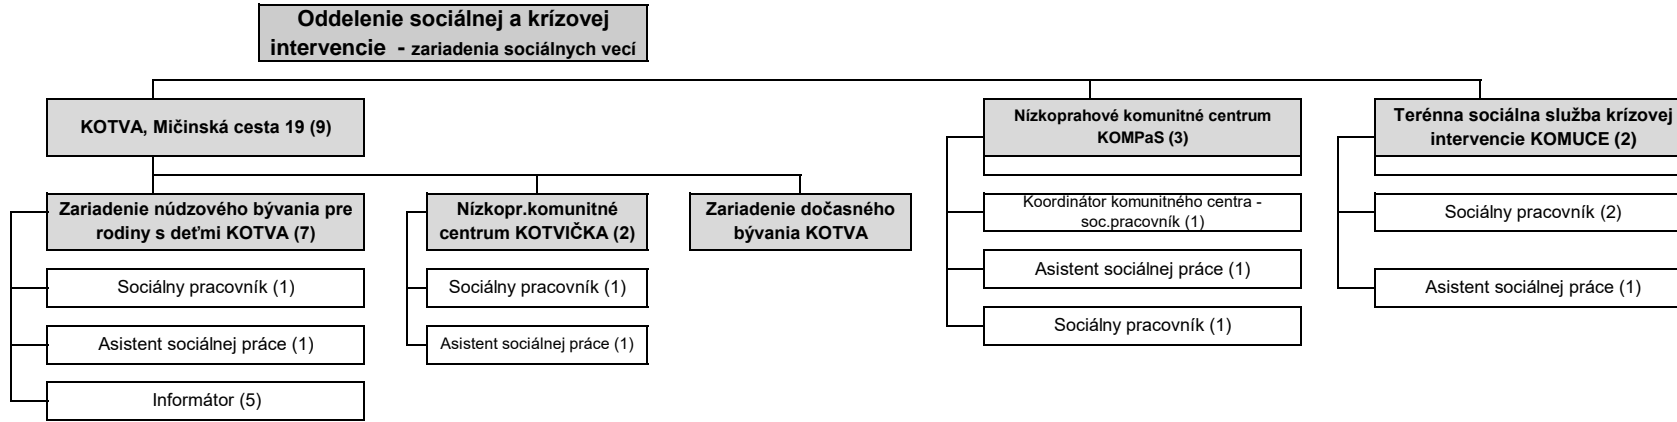 Oddelenie sociálnej a krízovej
intervencie - zariadenia sociálnych vecí
KOTVA, Mičinská cesta 19 (9)
Nízkoprahové komunitné centrum
KOMPaS (3)
Terénna sociálna služba krízovej
intervencie KOMUCE (2)
Zariadenie núdzového bývania pre
rodiny s deťmi KOTVA (7)
Nízkopr.komunitné
centrum KOTVIČKA (2)
Zariadenie dočasného
bývania KOTVA
Koordinátor komunitného centra -
soc.pracovník (1)
Sociálny pracovník (2)
Sociálny pracovník (1)
Sociálny pracovník (1)
Asistent sociálnej práce (1)
Asistent sociálnej práce (1)
Asistent sociálnej práce (1)
Asistent sociálnej práce (1)
Sociálny pracovník (1)
Informátor (5)